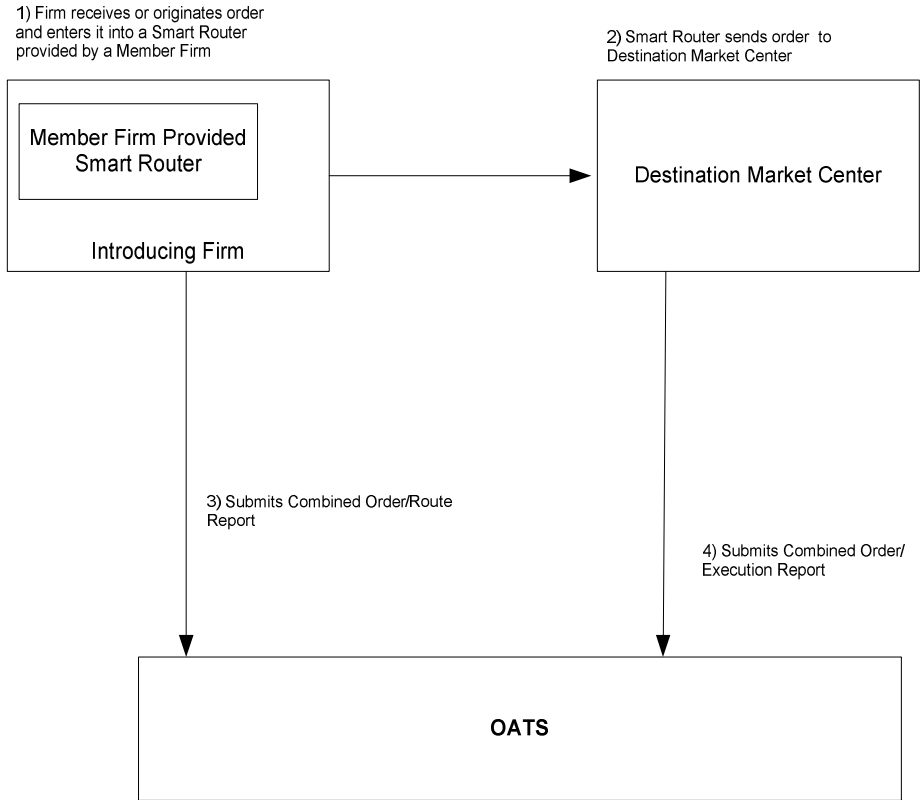 1) Firm receives or originates order
and enters it into a Smart Router
provided by a Member Firm
2) Smart Router sends order to
Destination Market Center
Member Firm Provided
Smart Router
Introducing Firm
Destination Market Center
3) Submits Combined Order/Route
Report
4) Submits Combined Order/
Execution Report
OATS